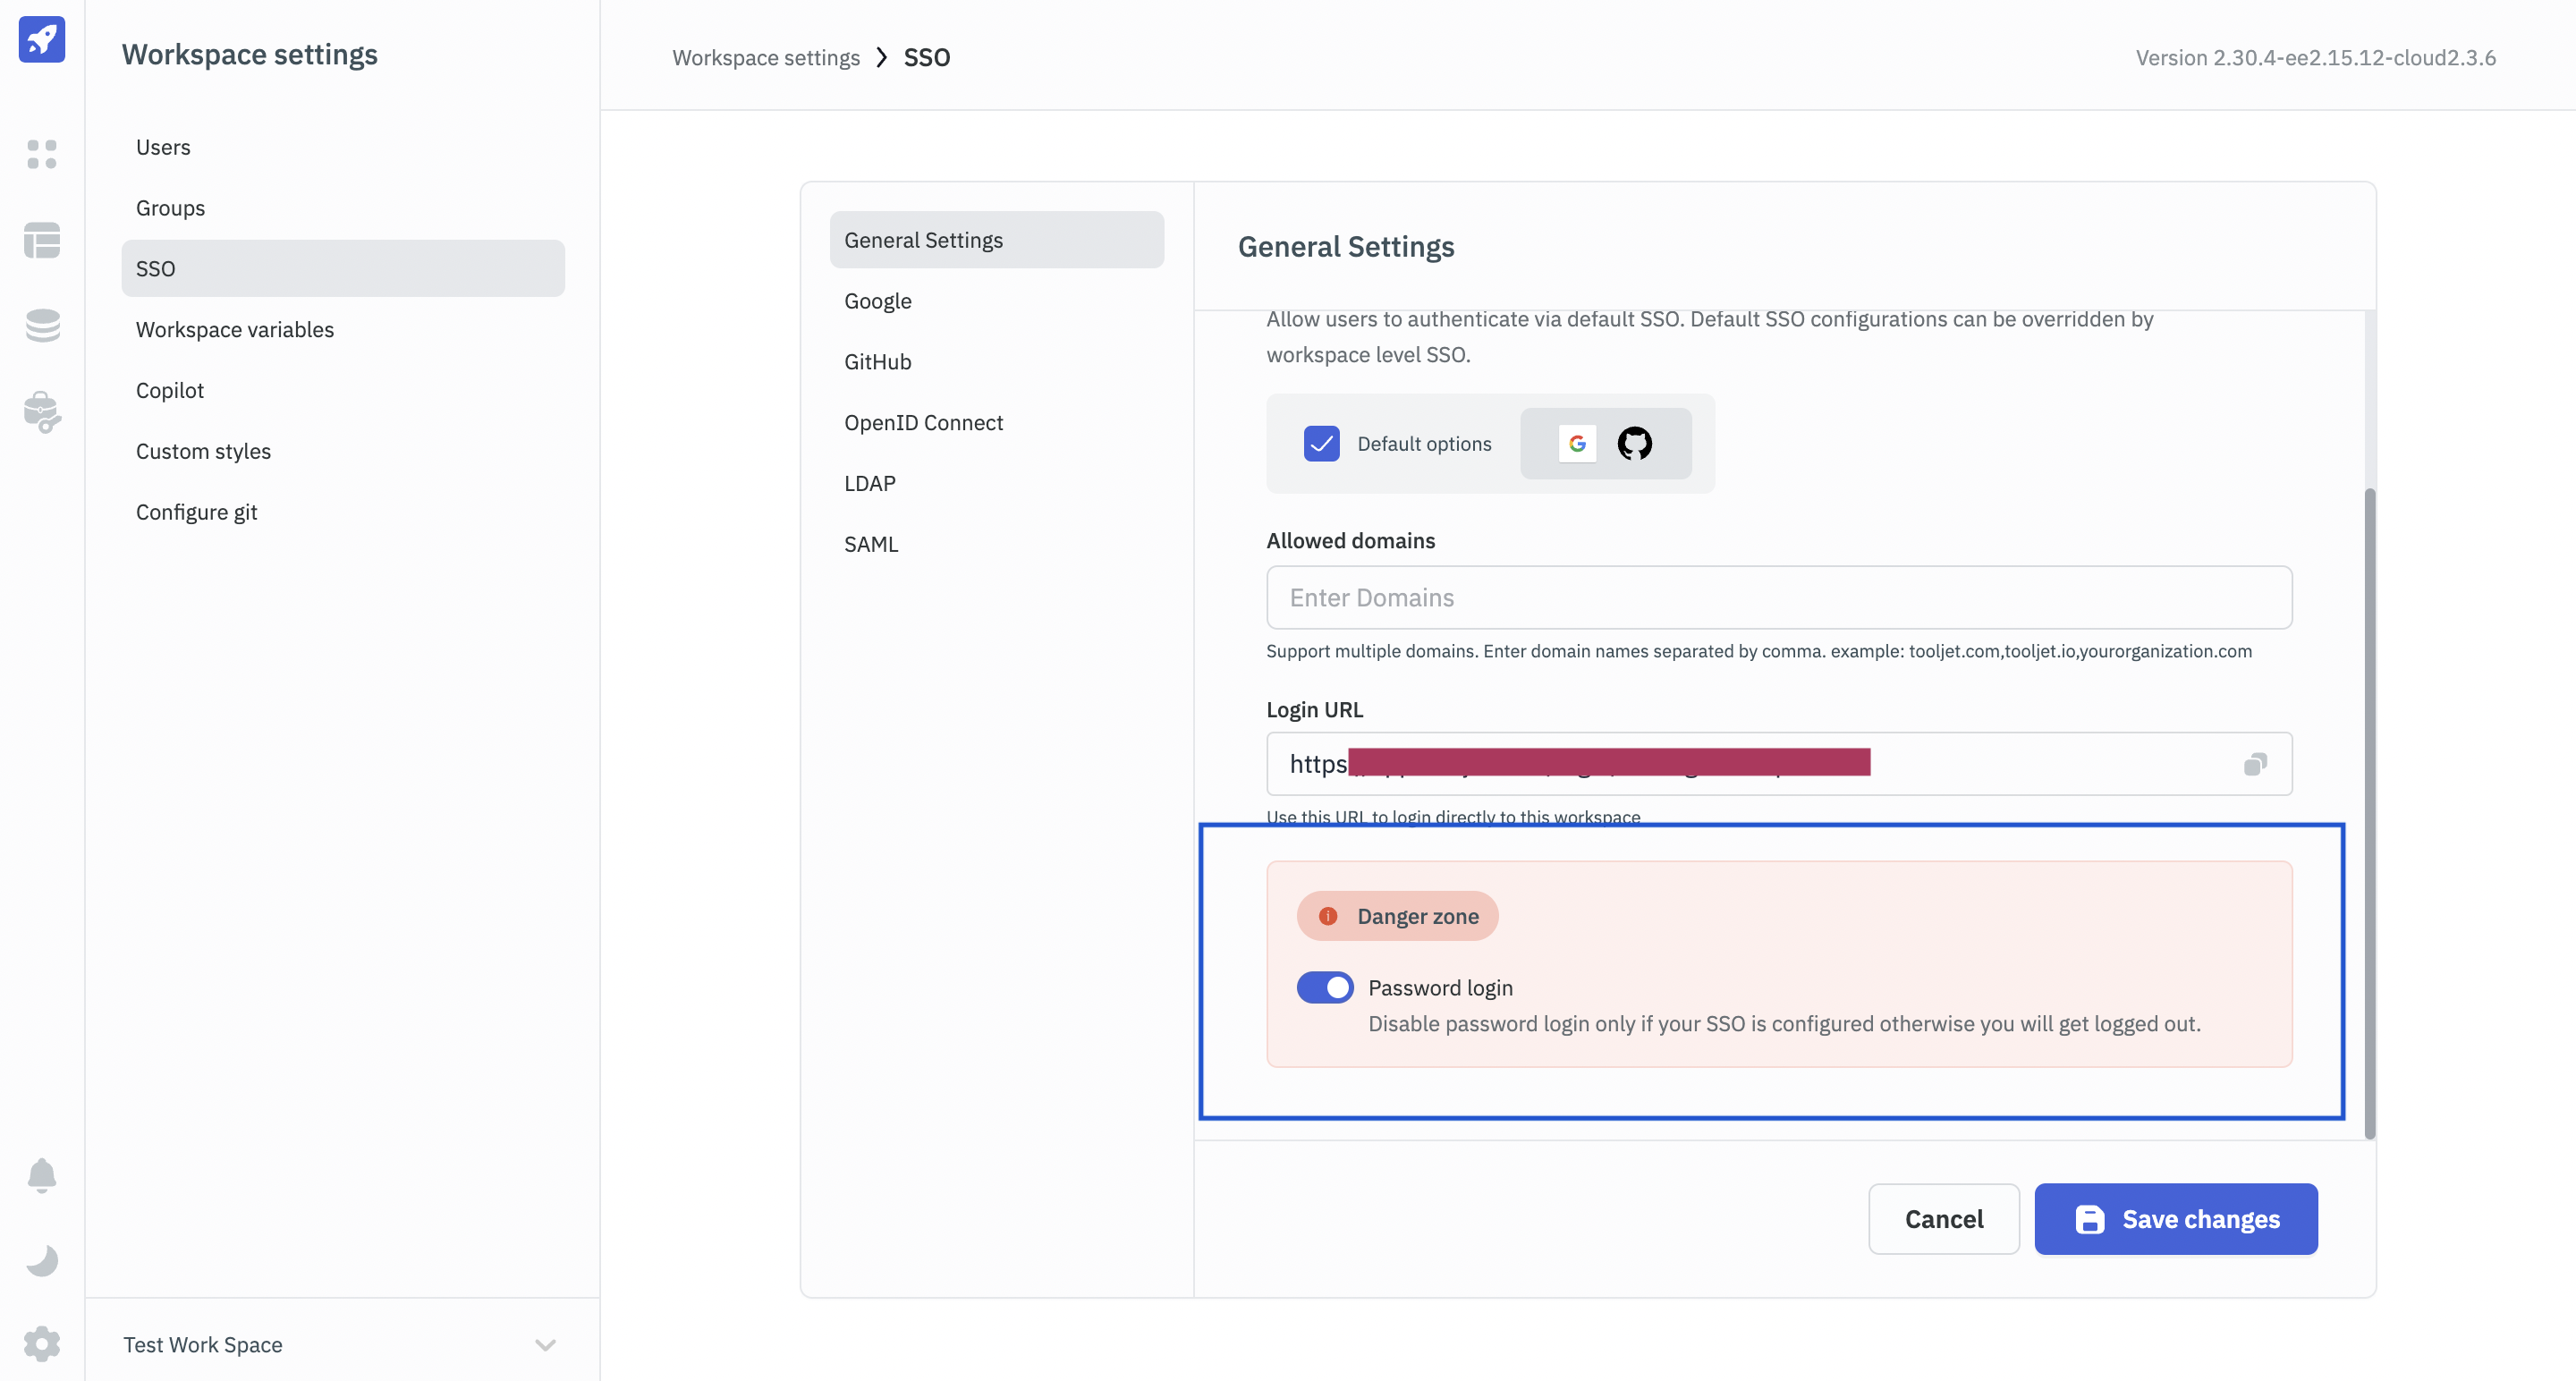 Workspace settings
Users
Groups
SSO
Workspace variables
Copilot
Custom styles
Configure git
Test Work Space
Workspace settings > SSO
Version 2.30.4-ee2.15.12-cloud2.3.6
General Settings
Google
GitHub
OpenID Connect
LDAP
SAML
General Settings
Allow users to authenticate via default SSO. Default SSO configurations can be overridden by
workspace level SSO.
Default options
Allowed domains
Enter Domains
Support multiple domains. Enter domain names separated by comma. example: tooljet.com,tooljet.io,yourorganization.com
Login URL
https
Use this URL to login directly to this workspace
Danger zone
Password login
Disable password login only if your SSO is configured otherwise you will get logged out.
Cancel
Save changes